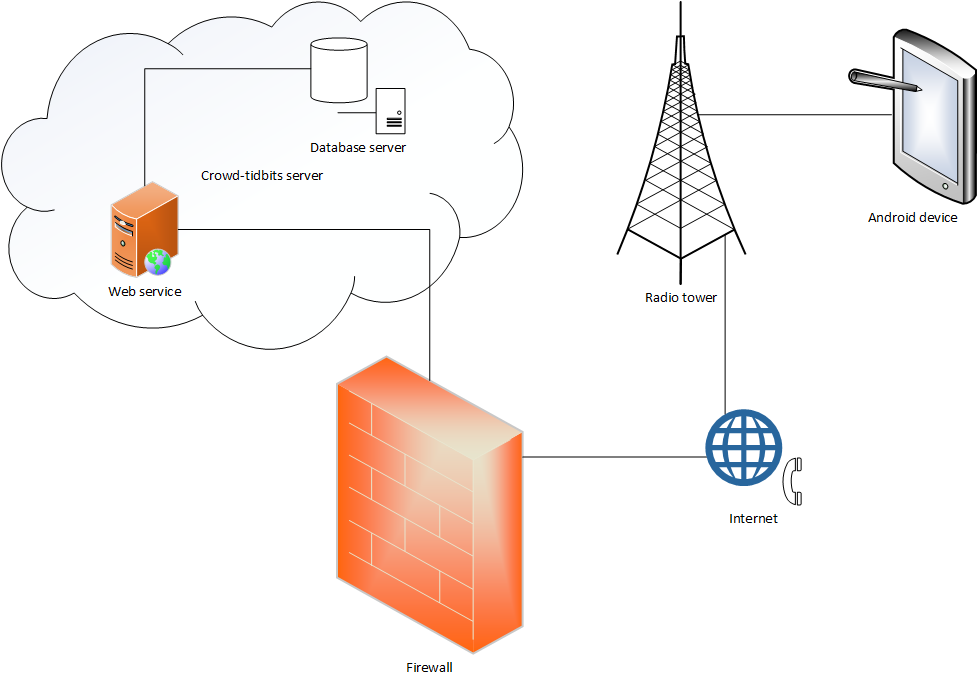 Database server
Crowd-tidbits server
Web service
Android device
Radio tower
Internet
Firewall